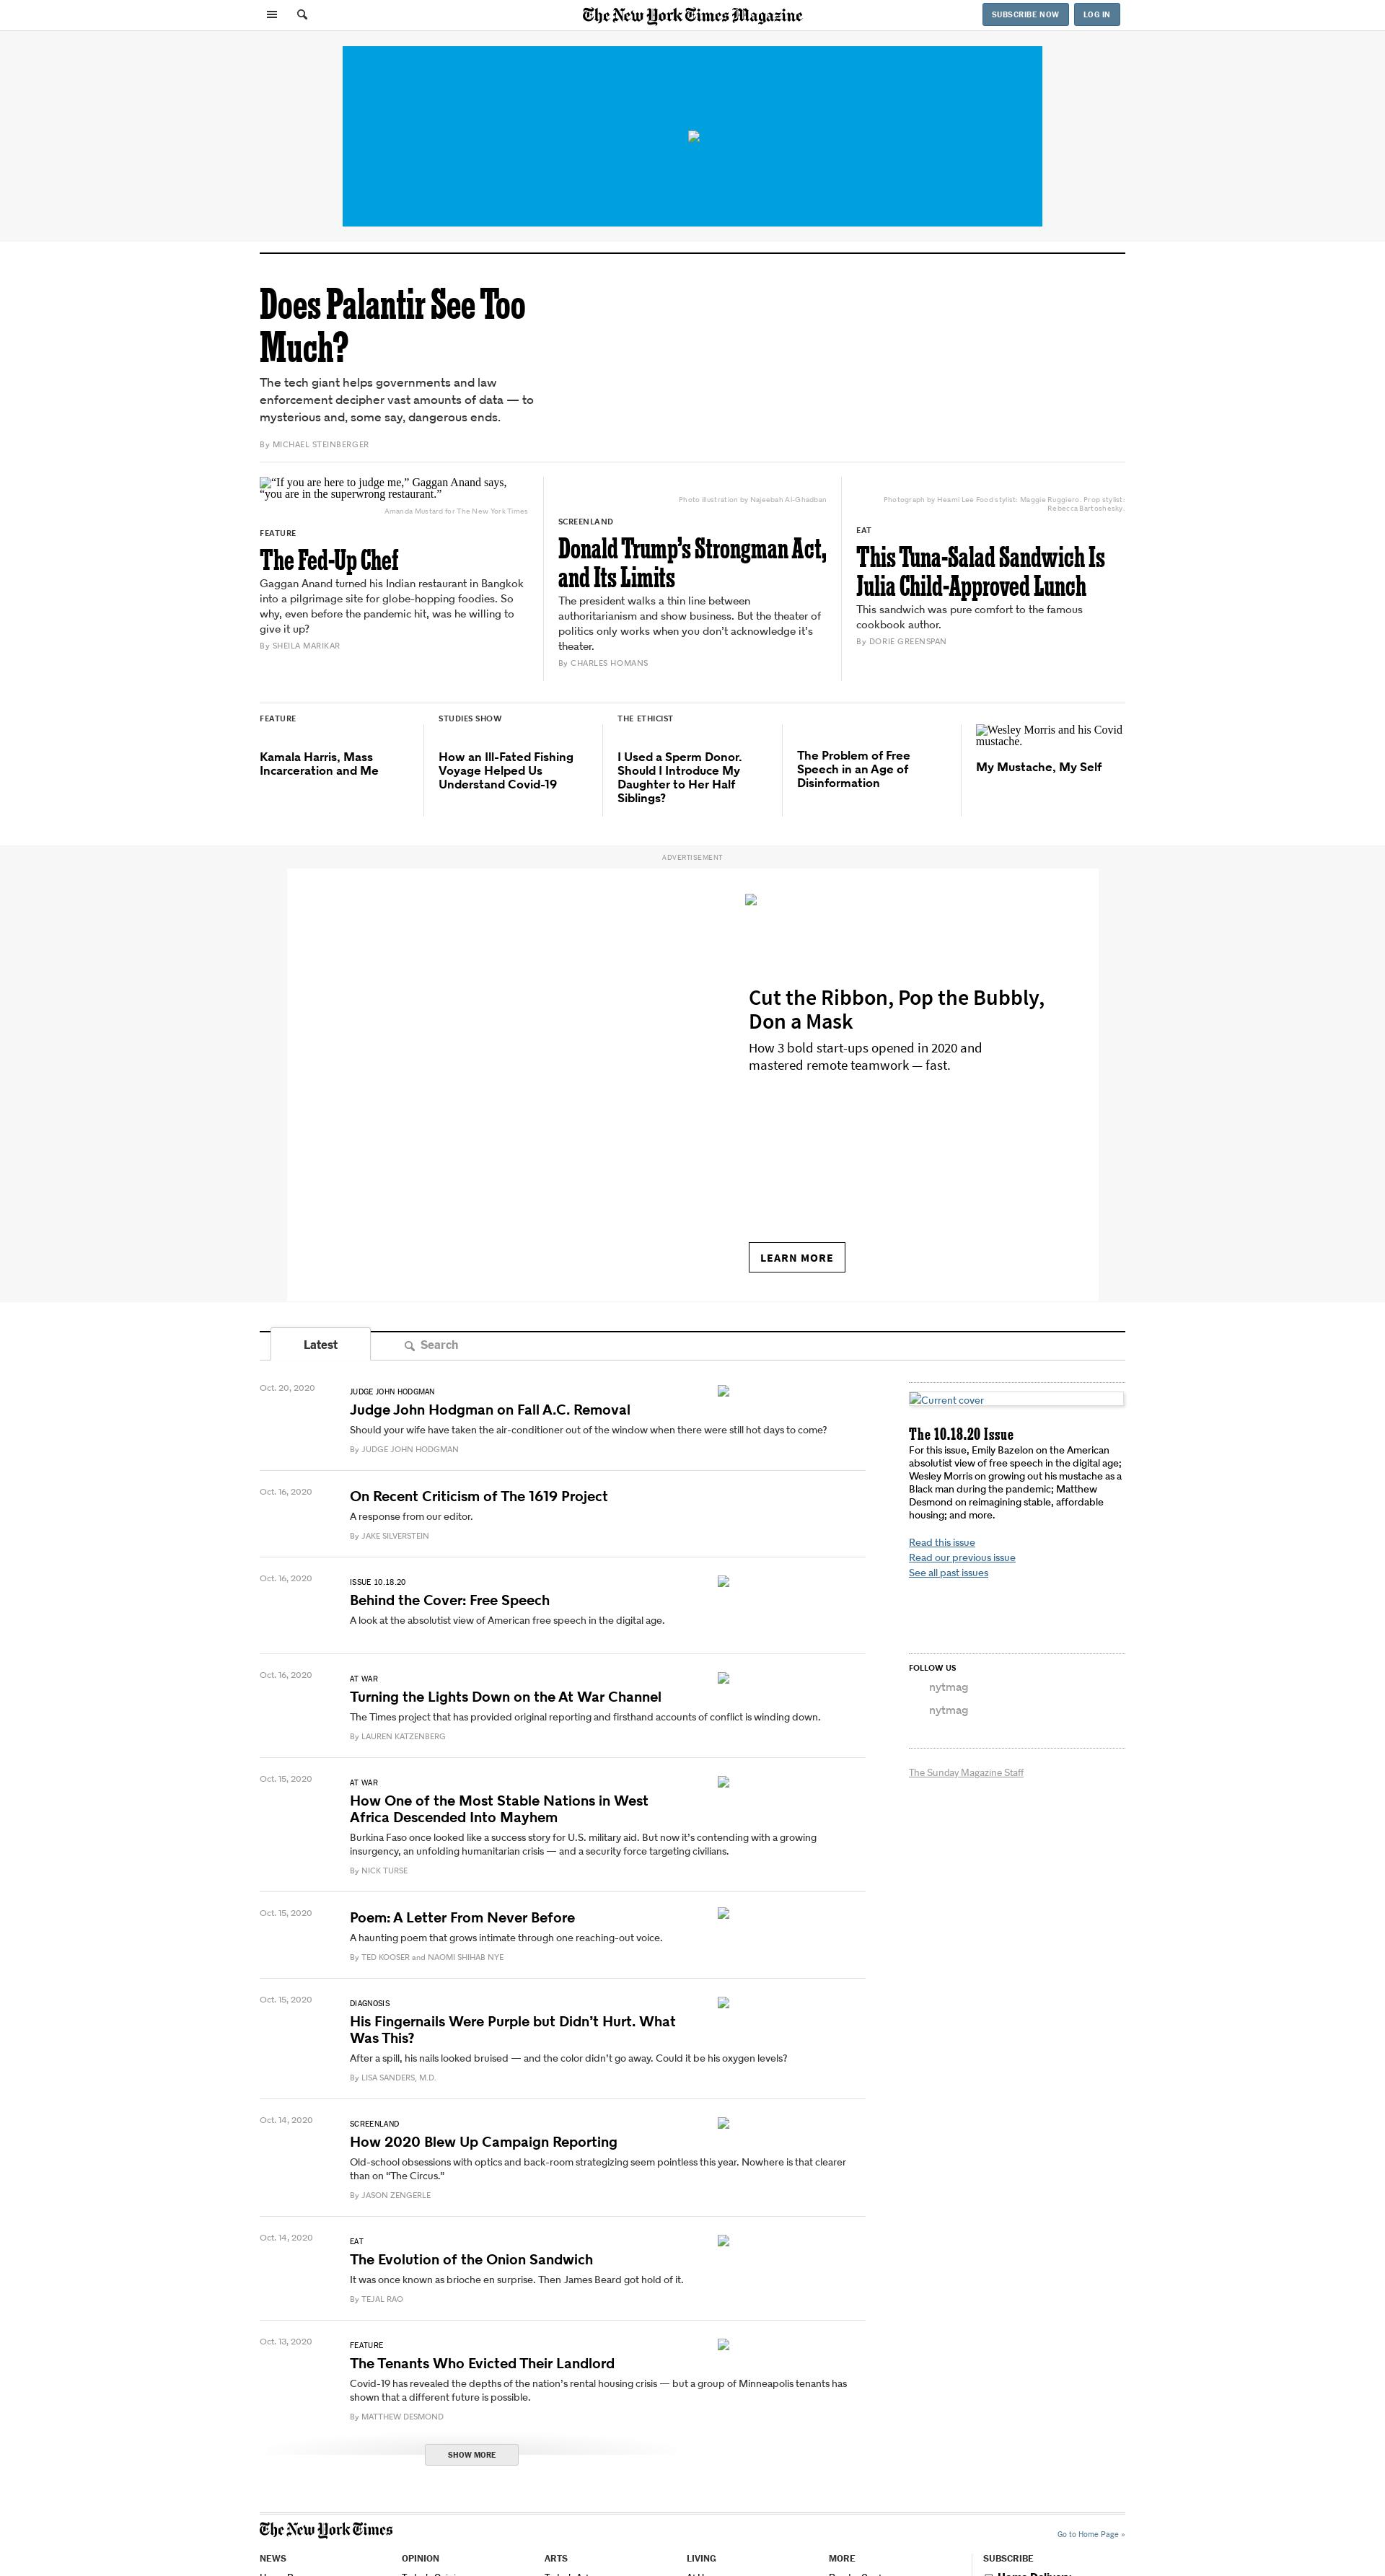 The New York Times Magazine
SUBSCRIBE NOW
LOG IN
Does Palantir See Too
Much?
The tech giant helps governments and law
enforcement decipher vast amounts of data — to
mysterious and, some say, dangerous ends.
By MICHAEL STEINBERGER
“If you are here to judge me,” Gaggan Anand says,
“you are in the superwrong restaurant.”
Amanda Mustard for The New York Times
FEATURE
The Fed-Up Chef
Gaggan Anand turned his Indian restaurant in Bangkok
into a pilgrimage site for globe-hopping foodies. So
why, even before the pandemic hit, was he willing to
give it up?
By SHEILA MARIKAR
Photo illustration by Najeebah Al-Ghadban
SCREENLAND
Donald Trump’s Strongman Act,
and Its Limits
The president walks a thin line between
authoritarianism and show business. But the theater of
politics only works when you don’t acknowledge it’s
theater.
By CHARLES HOMANS
Photograph by Heami Lee Food stylist: Maggie Ruggiero. Prop stylist:
Rebecca Bartoshesky.
EAT
This Tuna-Salad Sandwich Is
Julia Child-Approved Lunch
This sandwich was pure comfort to the famous
cookbook author.
By DORIE GREENSPAN
FEATURE
Kamala Harris, Mass
Incarceration and Me
STUDIES SHOW
How an Ill-Fated Fishing
Voyage Helped Us
Understand Covid-19
THE ETHICIST
I Used a Sperm Donor.
Should I Introduce My
Daughter to Her Half
Siblings?
The Problem of Free
Speech in an Age of
Disinformation
Wesley Morris and his Covid
mustache.
My Mustache, My Self
ADVERTISEMENT
Cut the Ribbon, Pop the Bubbly,
Don a Mask
How 3 bold start-ups opened in 2020 and
mastered remote teamwork — fast.
LEARN MORE
Latest
Search
Oct. 20, 2020
JUDGE JOHN HODGMAN
Judge John Hodgman on Fall A.C. Removal
Should your wife have taken the air-conditioner out of the window when there were still hot days to come?
By JUDGE JOHN HODGMAN
Oct. 16, 2020
On Recent Criticism of The 1619 Project
A response from our editor.
By JAKE SILVERSTEIN
Oct. 16, 2020
ISSUE 10.18.20
Behind the Cover: Free Speech
A look at the absolutist view of American free speech in the digital age.
Oct. 16, 2020
AT WAR
Turning the Lights Down on the At War Channel
The Times project that has provided original reporting and firsthand accounts of conflict is winding down.
By LAUREN KATZENBERG
Oct. 15, 2020
AT WAR
How One of the Most Stable Nations in West
Africa Descended Into Mayhem
Burkina Faso once looked like a success story for U.S. military aid. But now it’s contending with a growing
insurgency, an unfolding humanitarian crisis — and a security force targeting civilians.
By NICK TURSE
Oct. 15, 2020
Poem: A Letter From Never Before
A haunting poem that grows intimate through one reaching-out voice.
By TED KOOSER and NAOMI SHIHAB NYE
Oct. 15, 2020
DIAGNOSIS
His Fingernails Were Purple but Didn’t Hurt. What
Was This?
After a spill, his nails looked bruised — and the color didn’t go away. Could it be his oxygen levels?
By LISA SANDERS, M.D.
Oct. 14, 2020
SCREENLAND
How 2020 Blew Up Campaign Reporting
Old-school obsessions with optics and back-room strategizing seem pointless this year. Nowhere is that clearer
than on “The Circus.”
By JASON ZENGERLE
Oct. 14, 2020
EAT
The Evolution of the Onion Sandwich
It was once known as brioche en surprise. Then James Beard got hold of it.
By TEJAL RAO
Oct. 13, 2020
FEATURE
The Tenants Who Evicted Their Landlord
Covid-19 has revealed the depths of the nation’s rental housing crisis — but a group of Minneapolis tenants has
shown that a different future is possible.
By MATTHEW DESMOND
SHOW MORE
Current cover
The 10.18.20 Issue
For this issue, Emily Bazelon on the American
absolutist view of free speech in the digital age;
Wesley Morris on growing out his mustache as a
Black man during the pandemic; Matthew
Desmond on reimagining stable, affordable
housing; and more.
Read this issue
Read our previous issue
See all past issues
FOLLOW US
nytmag
nytmag
The Sunday Magazine Staff
The New York Times
Go to Home Page »
NEWS
OPINION
ARTS
LIVING
MORE
SUBSCRIBE